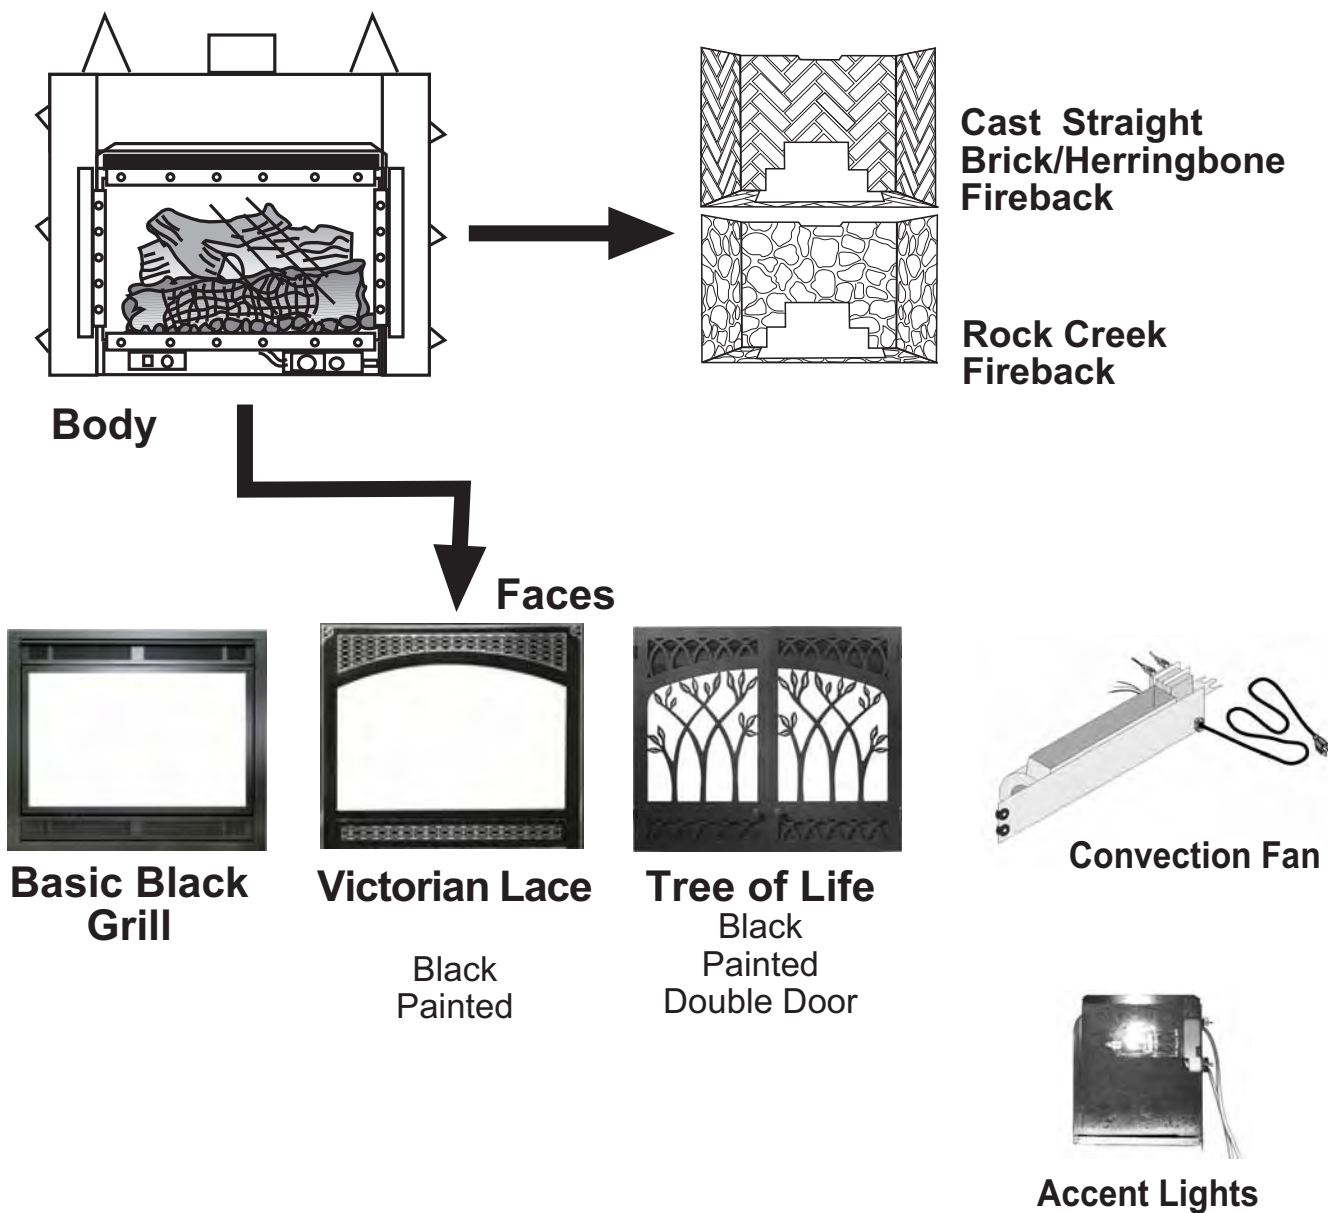 Cast Straight
Brick/Herringbone
Fireback
Rock Creek
Fireback
Body
Faces
Basic Black
Grill
Victorian Lace
Black
Painted
Tree of Life
Black
Painted
Double Door
Convection Fan
Accent Lights